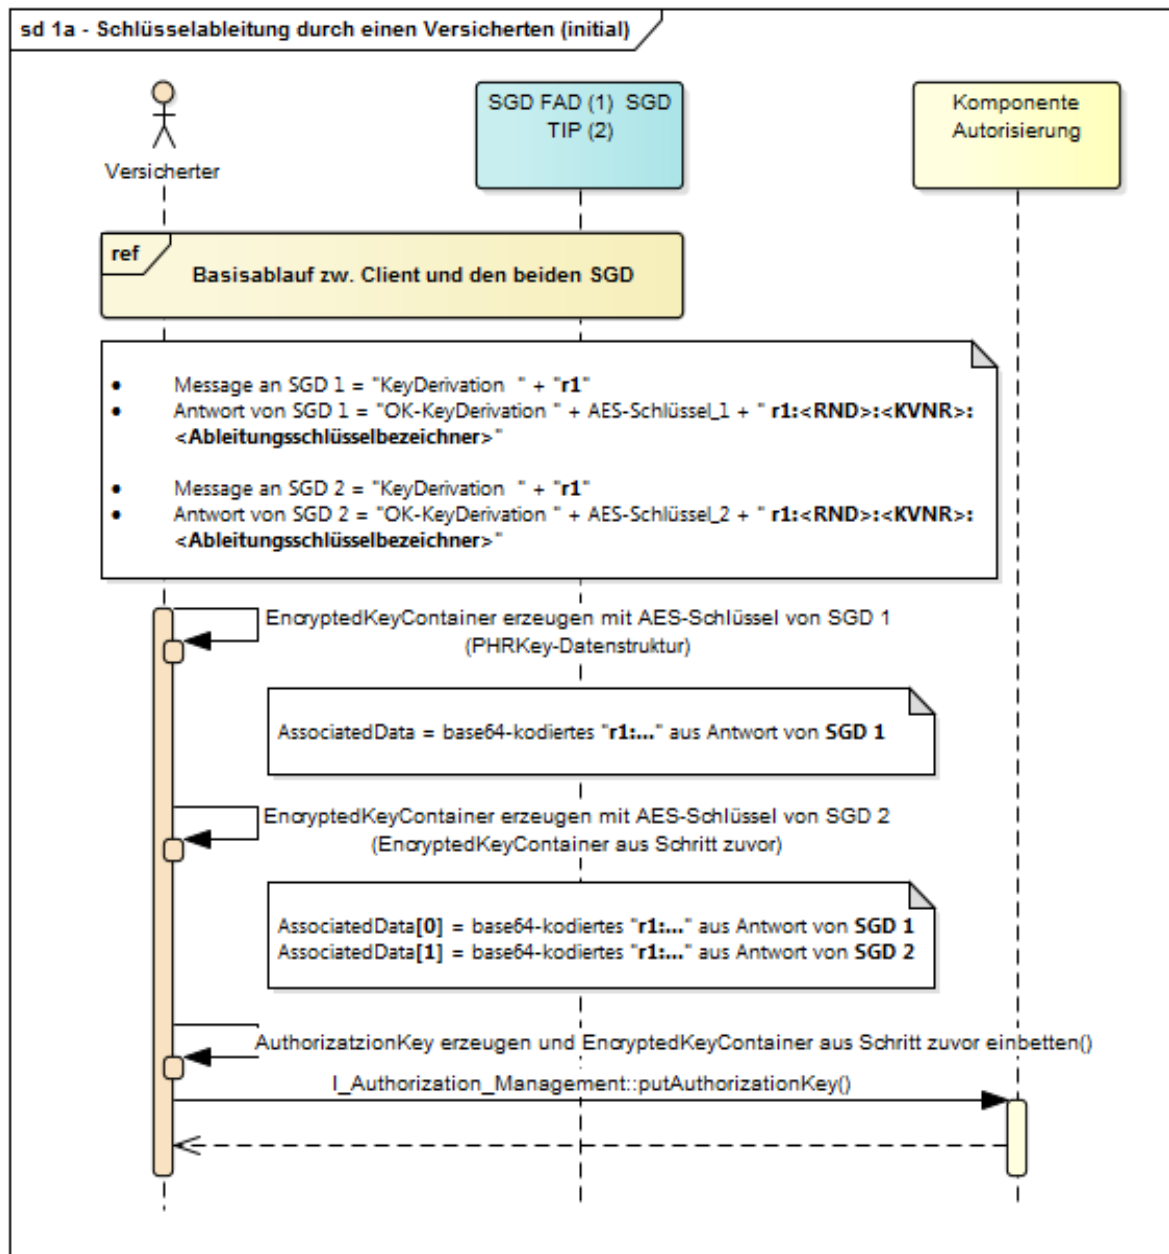 sd 1a - Schlüsselableitung durch einen Versicherten (initial)
Versicherter
SGD FAD (1)  SGD
TIP (2)
Komponente
Autorisierung
ref
Basisablauf zw. Client und den beiden SGD
• Message an SGD 1 = "KeyDerivation  " + "r1"
• Antwort von SGD 1 = "OK-KeyDerivation " + AES-Schlüssel_1 + " r1:<RND>:<KVNR>:
<Ableitungsschlüsselbezeichner>"
• Message an SGD 2 = "KeyDerivation  " + "r1"
• Antwort von SGD 2 = "OK-KeyDerivation " + AES-Schlüssel_2 + " r1:<RND>:<KVNR>:
<Ableitungsschlüsselbezeichner>"
EncryptedKeyContainer erzeugen mit AES-Schlüssel von SGD 1
(PHRKey-Datenstruktur)
AssociatedData = base64-kodiertes "r1:..." aus Antwort von SGD 1
EncryptedKeyContainer erzeugen mit AES-Schlüssel von SGD 2
(EncryptedKeyContainer aus Schritt zuvor)
AssociatedData[0] = base64-kodiertes "r1:..." aus Antwort von SGD 1
AssociatedData[1] = base64-kodiertes "r1:..." aus Antwort von SGD 2
AuthorizatzionKey erzeugen und EncryptedKeyContainer aus Schritt zuvor einbetten()
I_Authorization_Management::putAuthorizationKey()